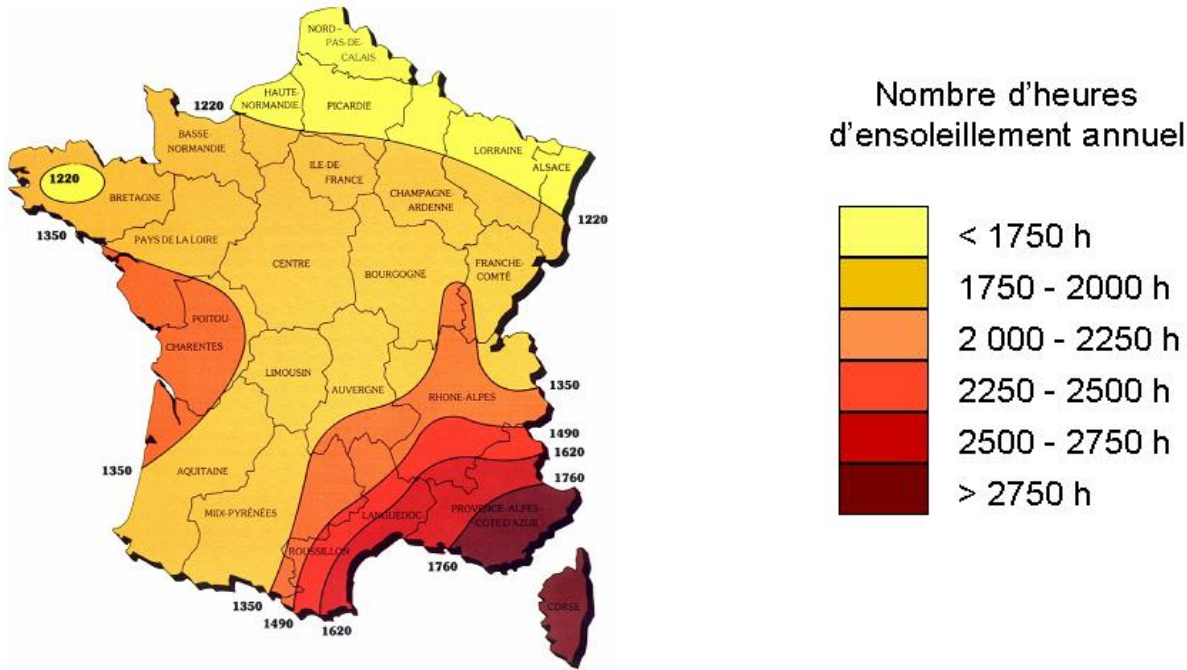 NORD-
PAS-DE-
CALAIS
HAUTE-
NORMANDIE
PICARDIE
1220
BASSE-
NORMANDIE
LORRAINE
ALSACE
ILE-DE-
FRANCE
CHAMPAGNE-
ARDENNE
1220
BRETAGNE
1220
1350
PAYS DE LA LOIRE
CENTRE
BOURGOGNE
FRANCHE-
COMTÉ
POITOU-
CHARENTES
LIMOUSIN
AUVERGNE
RHONE-ALPES
1350
1490
1620
1760
1350
AQUITAINE
MIDI-PYRÉNÉES
LANGUEDOC
ROUSSILLON
PROVENCE-ALPES-
COTE D'AZUR
1760
1350
1490
1620
CORSE
Nombre d'heures
d'ensoleillement annuel
< 1750 h
1750 - 2000 h
2 000 - 2250 h
2250 - 2500 h
2500 - 2750 h
> 2750 h